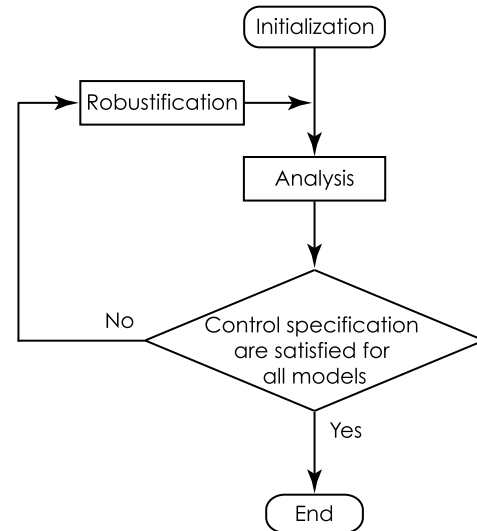 Initialization
Robustification
Analysis
No
Control specification
are satisfied for
all models
Yes
End